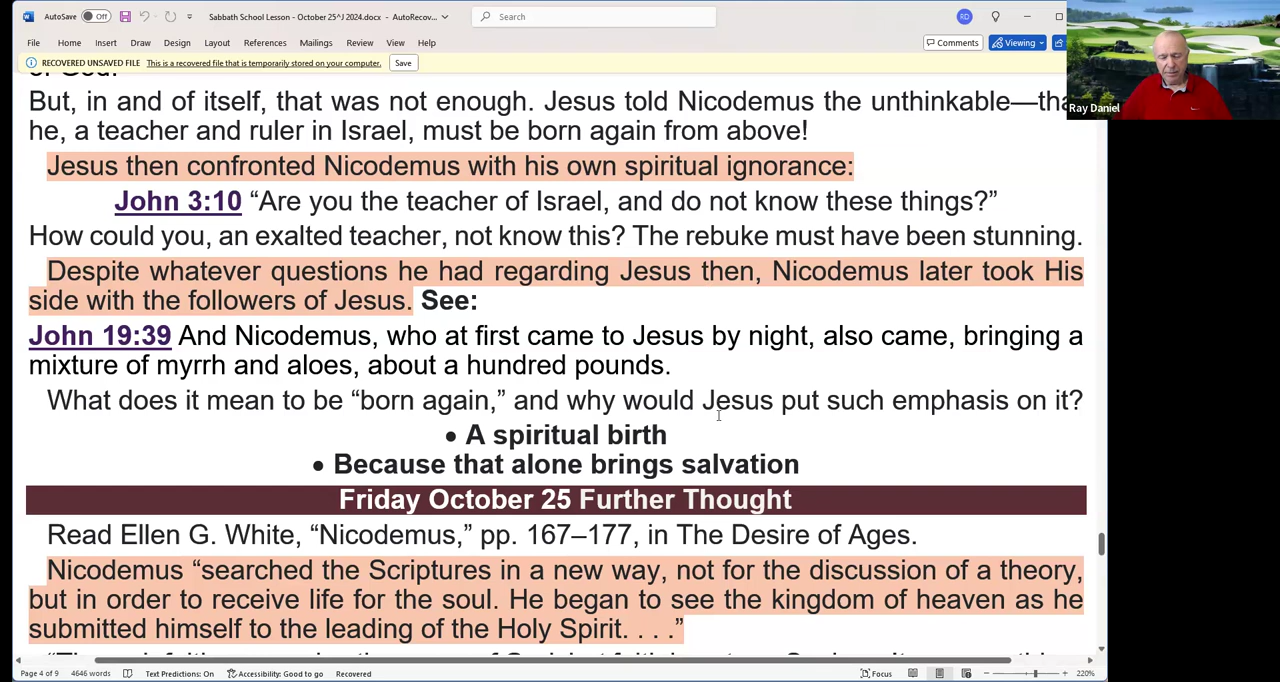 AutoSave Off Sabbath School Lesson - October 25^J 2024.docx - AutoRecov... Search RD
File Home Insert Draw Design Layout References Mailings Review View Help Comments Viewing
RECOVERED UNSAVED FILE This is a recovered file that is temporarily stored on your computer. Save
of God.
But, in and of itself, that was not enough. Jesus told Nicodemus the unthinkable—that
Ray Daniel
he, a teacher and ruler in Israel, must be born again from above!
Jesus then confronted Nicodemus with his own spiritual ignorance:
John 3:10 “Are you the teacher of Israel, and do not know these things?”
How could you, an exalted teacher, not know this? The rebuke must have been stunning.
Despite whatever questions he had regarding Jesus then, Nicodemus later took His
side with the followers of Jesus. See:
John 19:39 And Nicodemus, who at first came to Jesus by night, also came, bringing a
mixture of myrrh and aloes, about a hundred pounds.
What does it mean to be “born again,” and why would Jesus put such emphasis on it?
• A spiritual birth
• Because that alone brings salvation
Friday October 25 Further Thought
Read Ellen G. White, “Nicodemus,” pp. 167–177, in The Desire of Ages.
Nicodemus “searched the Scriptures in a new way, not for the discussion of a theory,
but in order to receive life for the soul. He began to see the kingdom of heaven as he
submitted himself to the leading of the Holy Spirit. . . .”
Page 4 of 9 4646 words Text Predictions: On Accessibility: Good to go Recovered Focus 220%